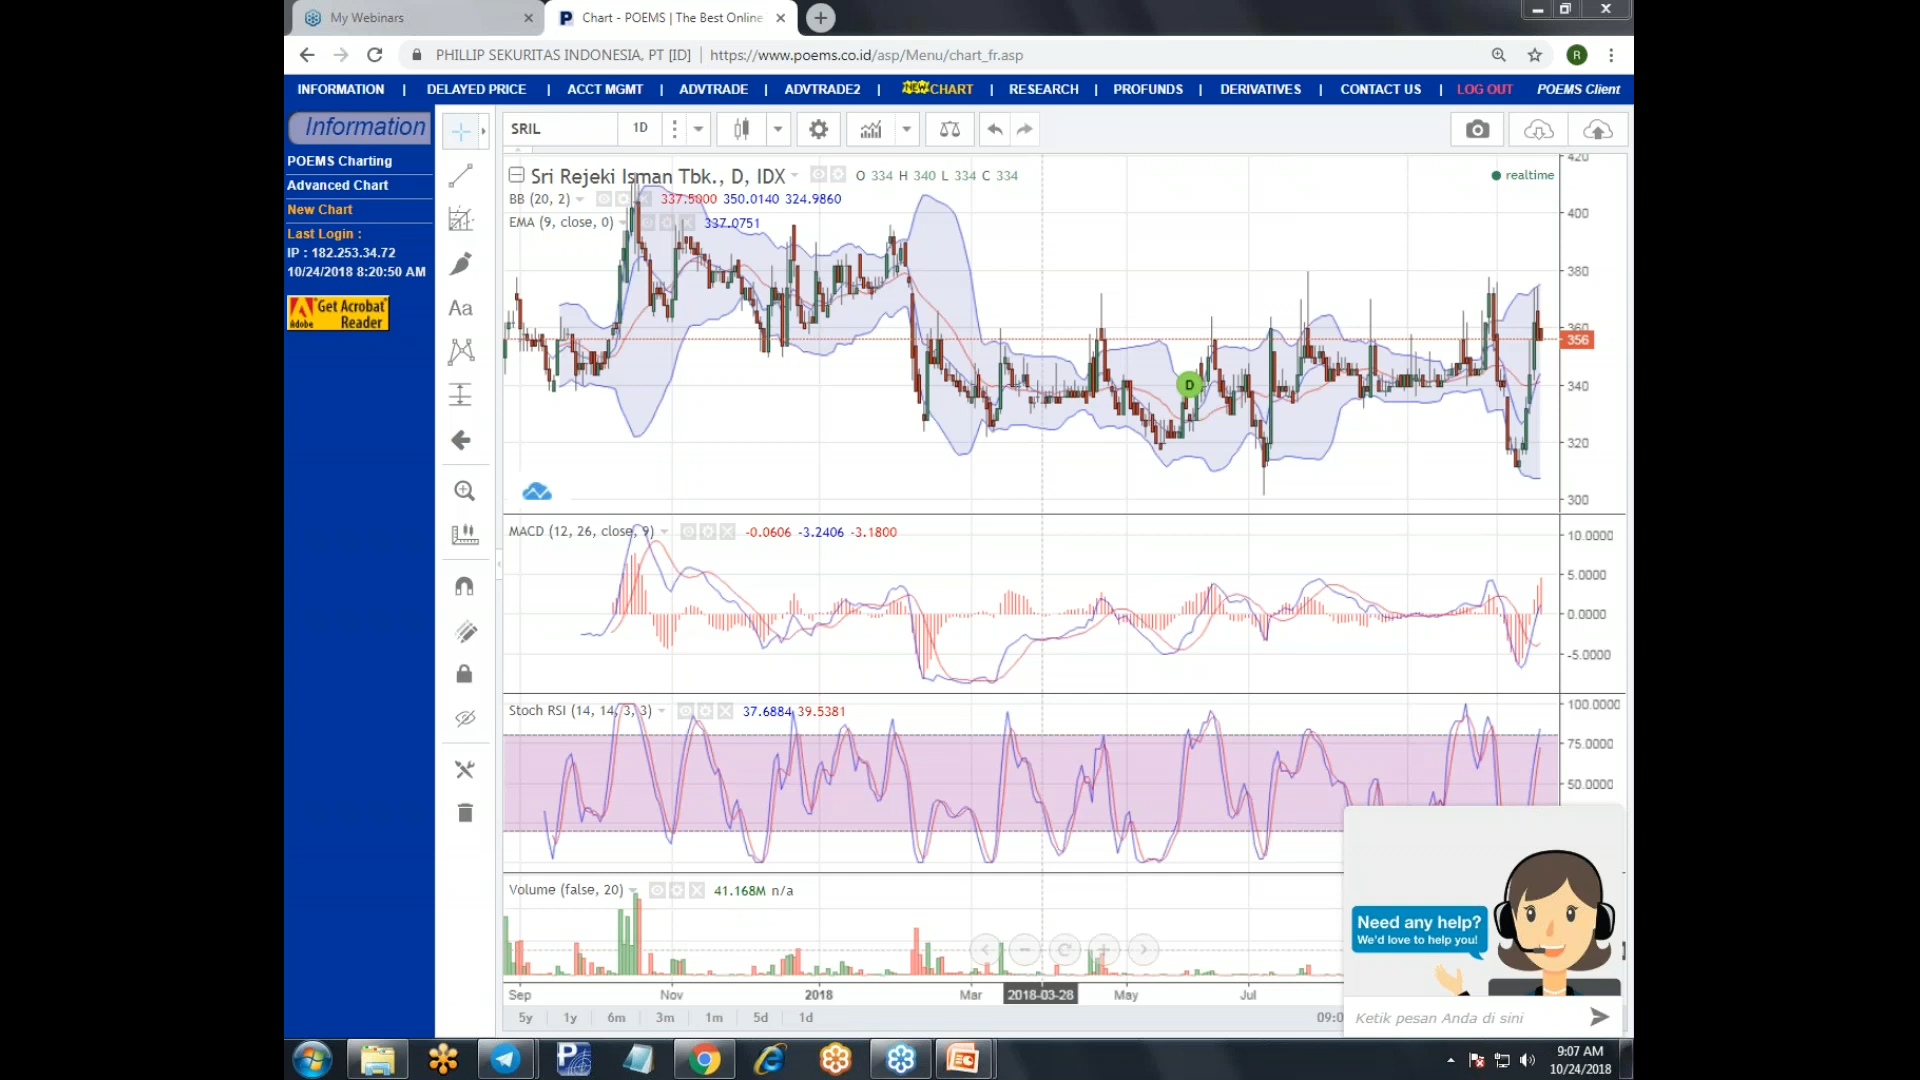 My Webinars
Chart - POEMS | The Best Online
PHILLIP SEKURITAS INDONESIA, PT [ID] | https://www.poems.co.id/asp/Menu/chart_fr.asp
R
INFORMATION | DELAYED PRICE | ACCT MGMT | ADVTRADE | ADVTRADE2 | NEW CHART | RESEARCH | PROFUNDS | DERIVATIVES | CONTACT US | LOG OUT POEMS Client
Information
POEMS Charting
Advanced Chart
New Chart
Last Login :
IP : 182.253.34.72
10/24/2018 8:20:50 AM
Get Acrobat
Adobe Reader
Aa
SRIL 1D
Sri Rejeki Isman Tbk., D, IDX O 334 H 340 L 334 C 334
realtime
BB (20, 2) 337.5000 350.0140 324.9860
EMA (9, close, 0) 337.0751
420
400
380
360
356
340
320
300
D
MACD (12, 26, close, 9) -0.0606 -3.2406 -3.1800
10.0000
5.0000
0.0000
-5.0000
Stoch RSI (14, 14, 3, 3) 37.6884 39.5381
100.0000
75.0000
50.0000
Volume (false, 20) 41.168M n/a
Sep Nov 2018 Mar 2018-03-28 May Jul
5y 1y 6m 3m 1m 5d 1d
09:0
Need any help?
We'd love to help you!
Ketik pesan Anda di sini
9:07 AM
10/24/2018